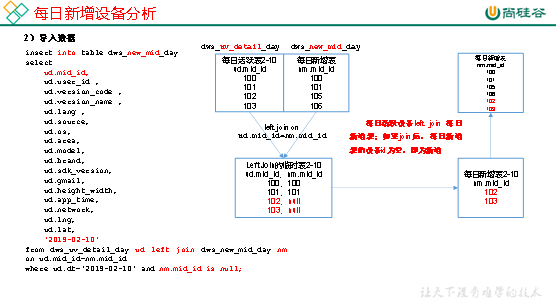 每日新增设备分析
尚硅谷
2）导入数据
insert into table dws_new_mid_day
select
ud.mid_id,
ud.user_id ,
ud.version_code ,
ud.version_name ,
ud.lang ,
ud.source,
ud.os,
ud.area,
ud.model,
ud.brand,
ud.sdk_version,
ud.gmail,
ud.height_width,
ud.app_time,
ud.network,
ud.lng,
ud.lat,
'2019-02-10'
from dws_uv_detail_day ud left join dws_new_mid_day nm
on ud.mid_id=nm.mid_id
where ud.dt='2019-02-10' and nm.mid_id is null;
dws_uv_detail_day dws_new_mid_day
每日活跃表2-10
ud.mid_id
100
101
102
103
每日新增表
nm.mid_id
100
101
105
106
left join on
ud.mid_id=nm.mid_id
LeftJoin的临时表2-10
ud.mid_id, nm.mid_id
100, 100
101, 101
102, null
103, null
每日活跃设备left join 每日
新增表；如果join后，每日新增
表的设备id为空，即为新增
每日新增表
nm.mid_id
100
101
105
106
102
103
每日新增表2-10
nm.mid_id
102
103
让天下没有难学的技术